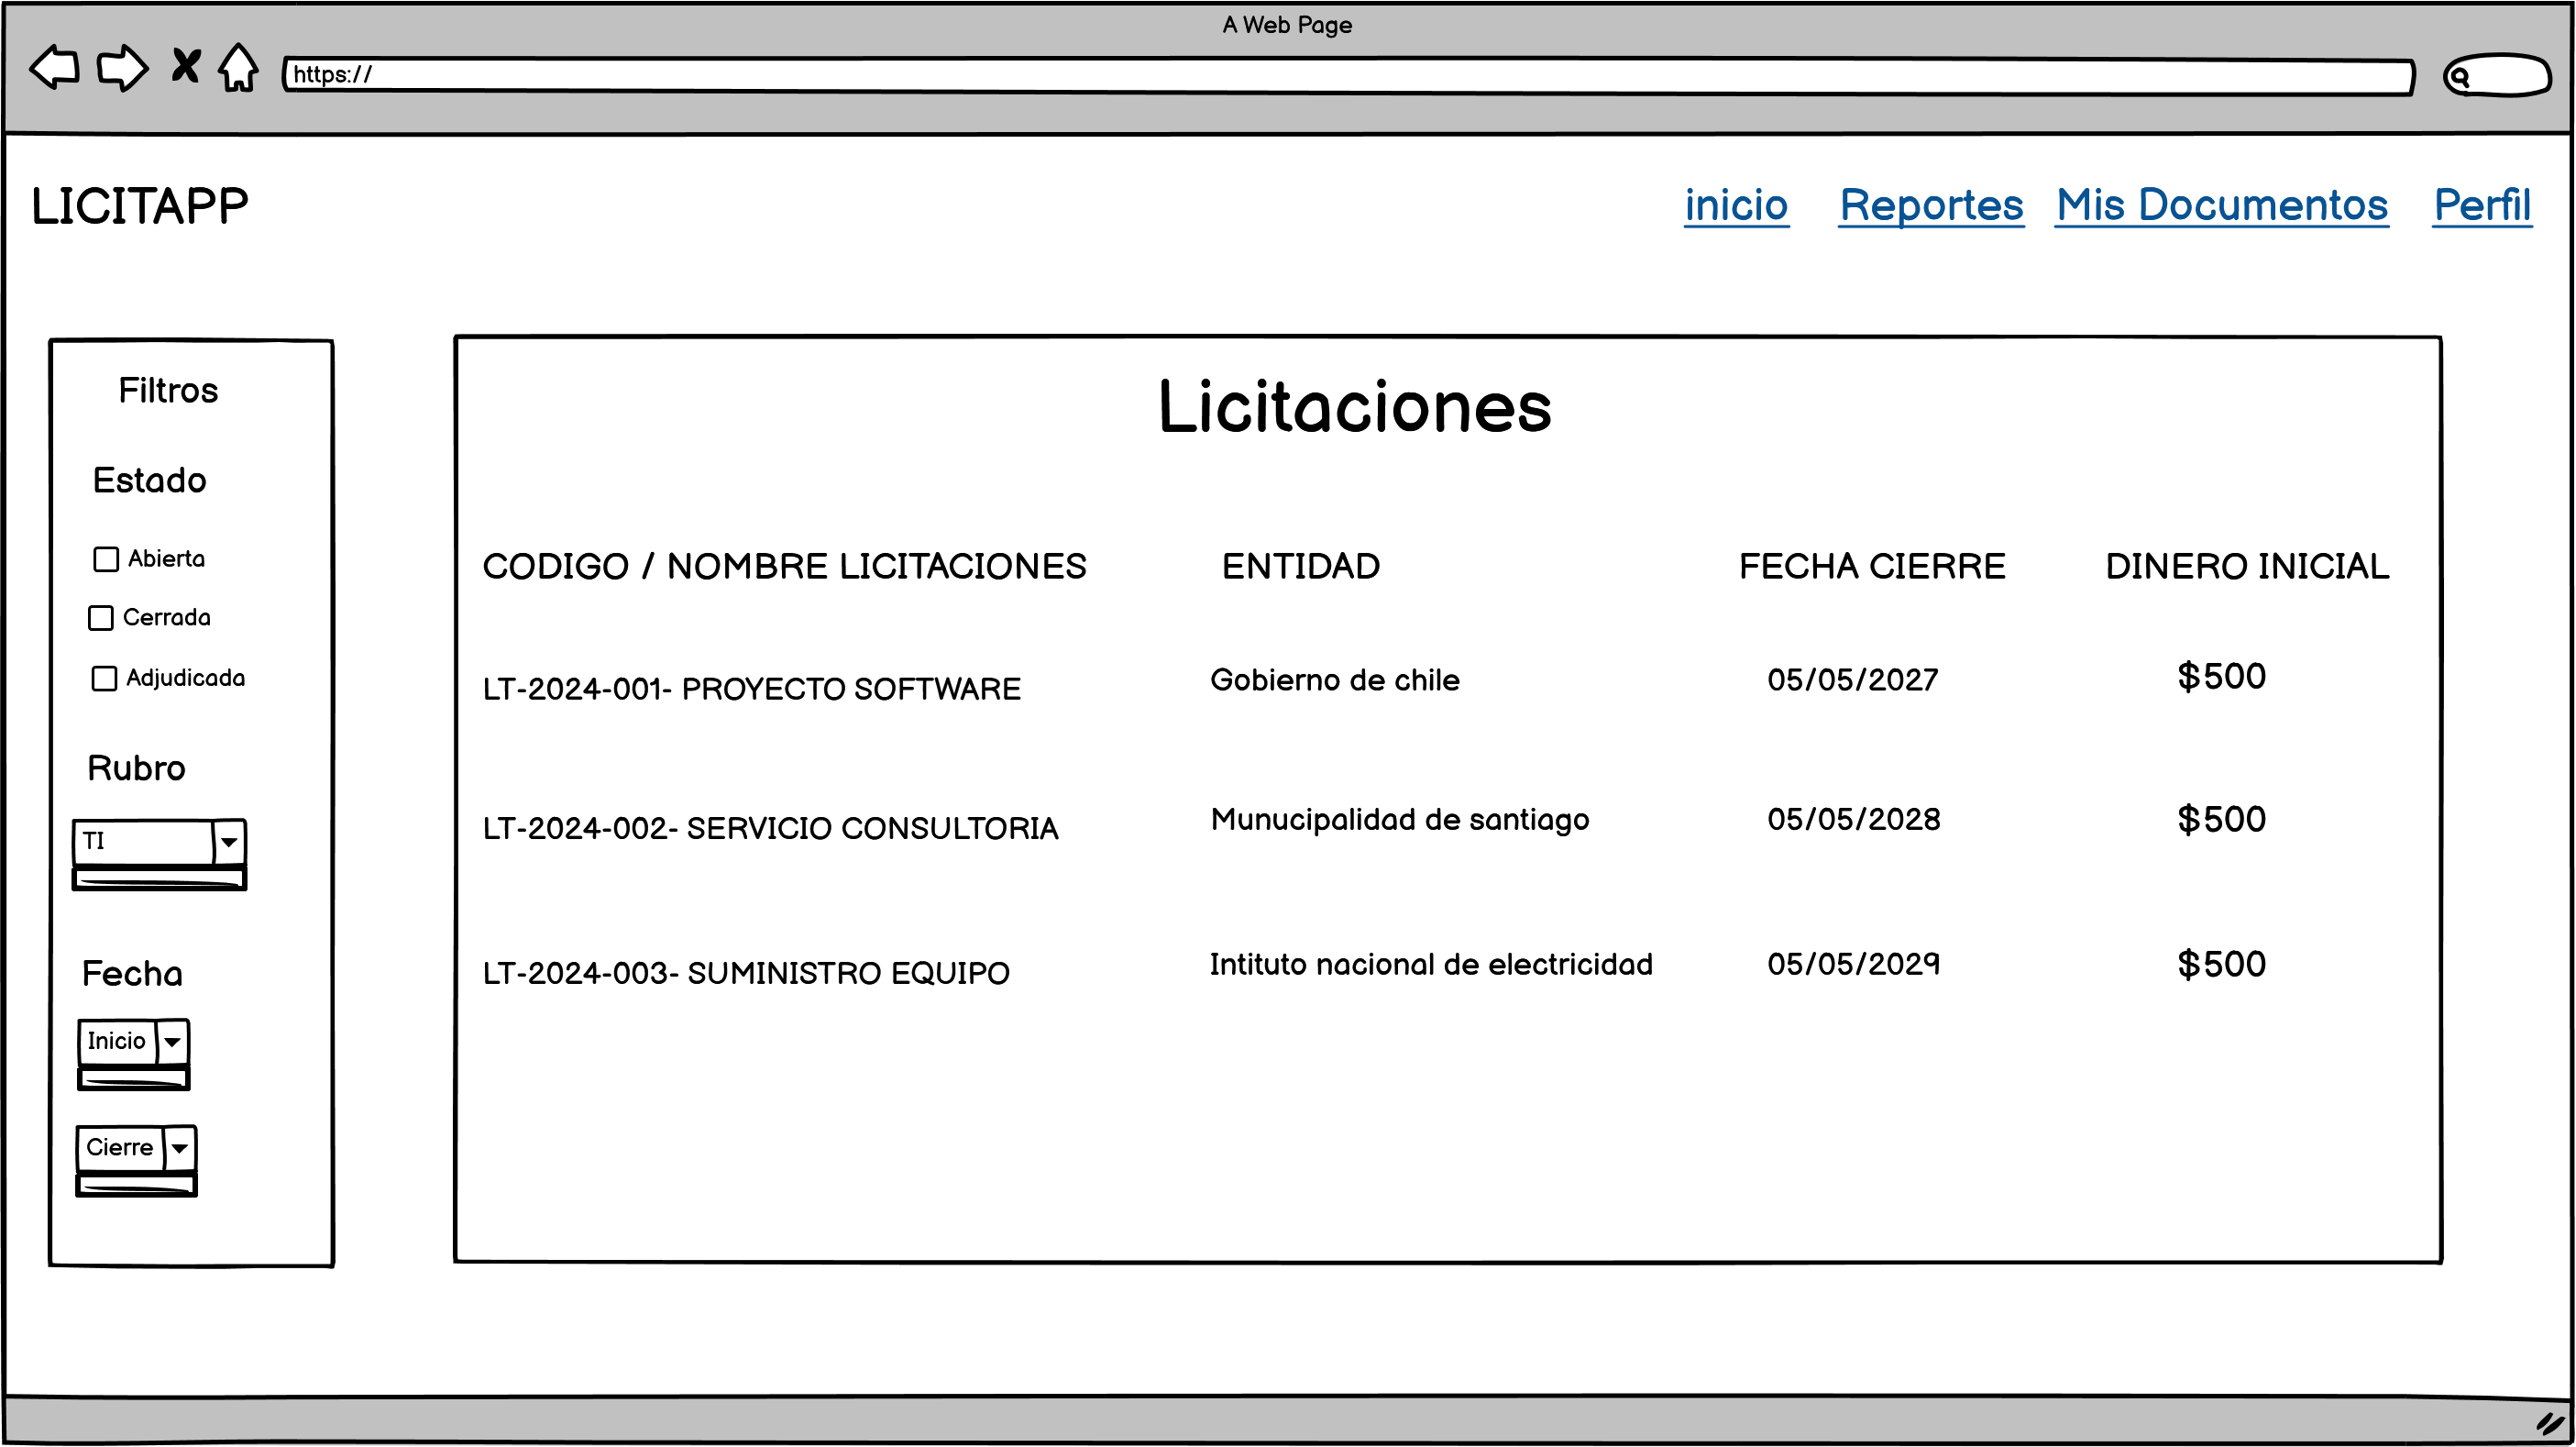 A Web Page
https://
LICITAPP
inicio Reportes Mis Documentos Perfil
Filtros
Estado
Abierta
Cerrada
Adjudicada
Rubro
TI
Fecha
Inicio
Cierre
Licitaciones
CODIGO / NOMBRE LICITACIONES ENTIDAD FECHA CIERRE DINERO INICIAL
LT-2024-001- PROYECTO SOFTWARE Gobierno de chile 05/05/2027 $500
LT-2024-002- SERVICIO CONSULTORIA Munucipalidad de santiago 05/05/2028 $500
LT-2024-003- SUMINISTRO EQUIPO Intituto nacional de electricidad 05/05/2029 $500